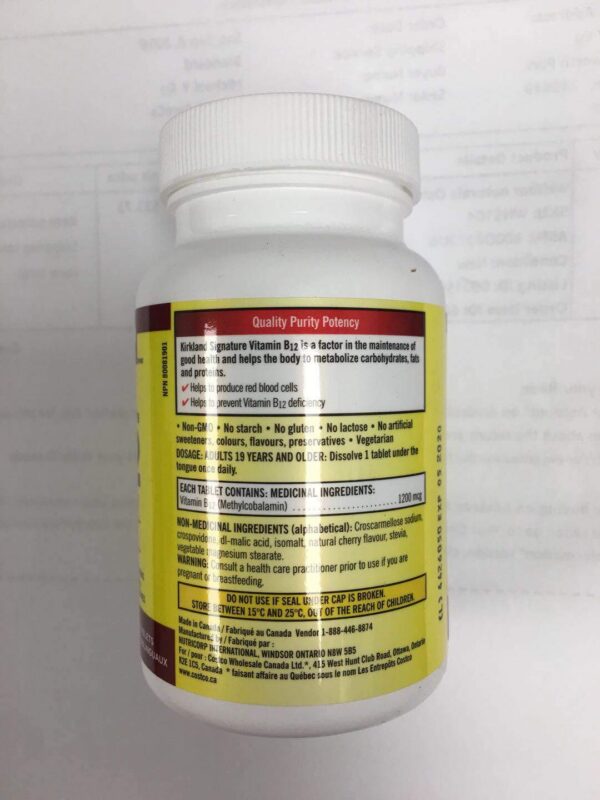 Quality Purity Potency
Kirkland Signature Vitamin B12 is a factor in the maintenance of
good health and helps the body to metabolize carbohydrates, fats
and proteins.
✔ Helps to produce red blood cells
✔ Helps to prevent Vitamin B12 deficiency
• Non-GMO • No starch • No gluten • No lactose • No artificial
sweeteners, colours, flavours, preservatives • Vegetarian
DOSAGE: ADULTS 19 YEARS AND OLDER: Dissolve 1 tablet under the
tongue once daily.
EACH TABLET CONTAINS: MEDICINAL INGREDIENTS:
Vitamin B12 (Methylcobalamin) ........................ 1200 mcg
NON-MEDICINAL INGREDIENTS (alphabetical): Croscarmellose sodium,
crospovidone, dl-malic acid, isomalt, natural cherry flavour, stevia,
vegetable magnesium stearate.
WARNING: Consult a health care practitioner prior to use if you are
pregnant or breastfeeding.
DO NOT USE IF SEAL UNDER CAP IS BROKEN.
STORE BETWEEN 15°C AND 25°C, OUT OF THE REACH OF CHILDREN.
Made in Canada / Fabriqué au Canada Vendor 1-888-446-8874
Manufactured by / Fabriqué par :
NUTRICORP INTERNATIONAL, WINDSOR ONTARIO N8W 5B5
For / pour : Costco Wholesale Canada Ltd.*, 415 West Hunt Club Road, Ottawa, Ontario
K2E 1C5, Canada * faisant affaire au Québec sous le nom Les Entrepôts Costco
www.costco.ca
NPN 80081901
(L) 4424050 EXP 05 2020